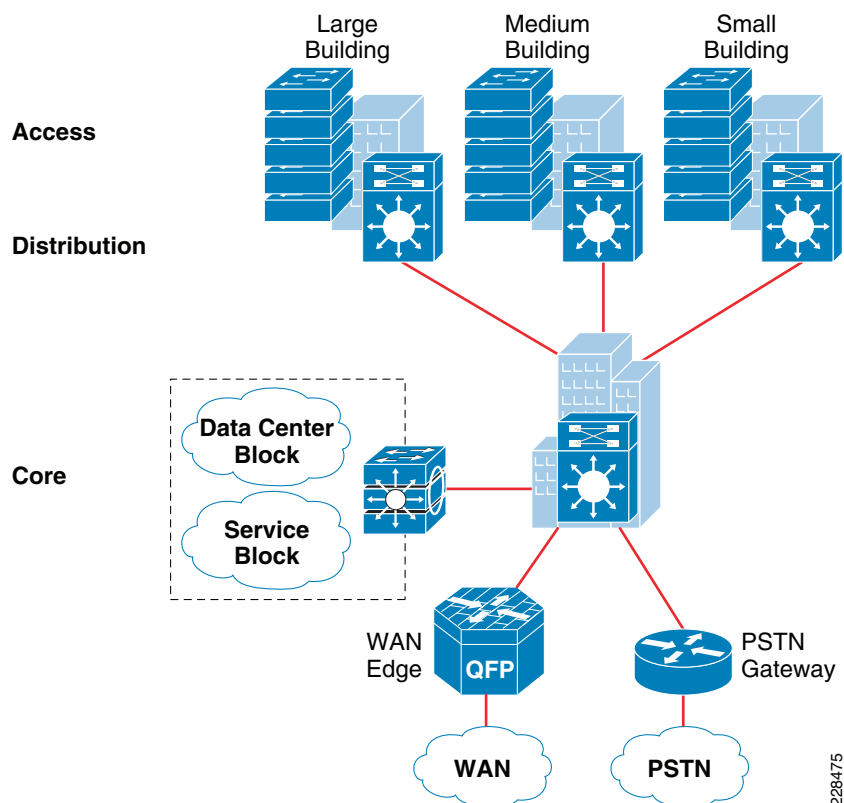 Large
Building
Medium
Building
Small
Building
Access
Distribution
Data Center
Block
Core
Service
Block
WAN
Edge
QFP
PSTN
Gateway
WAN
PSTN
228475